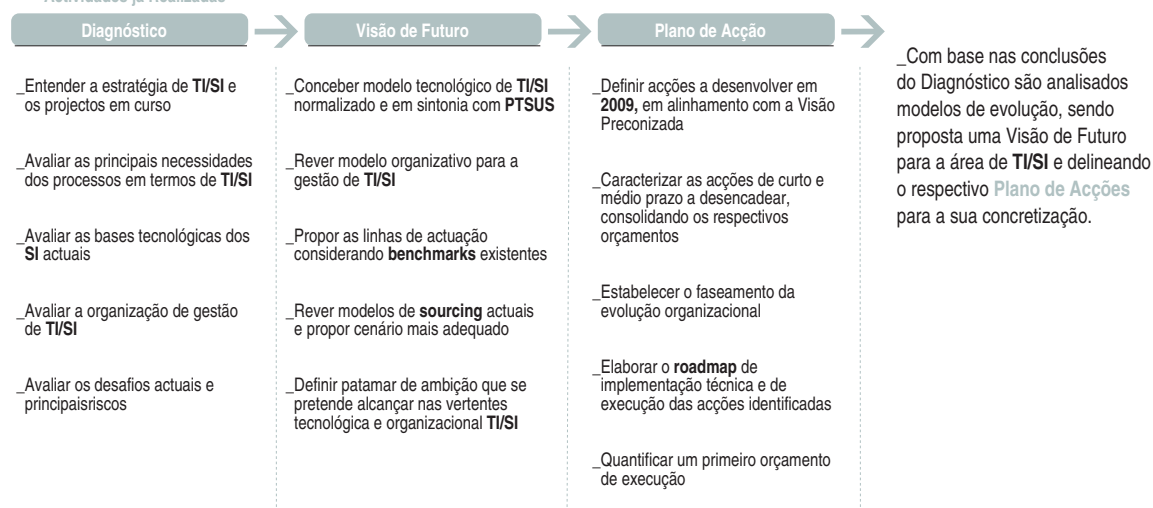 Actividades já Realizadas
Diagnóstico
Visão de Futuro
Plano de Acção
_Entender a estratégia de TI/SI e
os projectos em curso
_Avaliar as principais necessidades
dos processos em termos de TI/SI
_Avaliar as bases tecnológicas dos
SI actuais
_Avaliar a organização de gestão
de TI/SI
_Avaliar os desafios actuais e
principaisriscos
_Conceber modelo tecnológico de TI/SI
normalizado e em sintonia com PTSUS
_Rever modelo organizativo para a
gestão de TI/SI
_Propor as linhas de actuação
considerando benchmarks existentes
_Rever modelos de sourcing actuais
e propor cenário mais adequado
_Definir patamar de ambição que se
pretende alcançar nas vertentes
tecnológica e organizacional TI/SI
_Definir acções a desenvolver em
2009, em alinhamento com a Visão
Preconizada
_Caracterizar as acções de curto e
médio prazo a desencadear,
consolidando os respectivos
orçamentos
_Estabelecer o faseamento da
evolução organizacional
_Elaborar o roadmap de
implementação técnica e de
execução das acções identificadas
_Quantificar um primeiro orçamento
de execução
_Com base nas conclusões
do Diagnóstico são analisados
modelos de evolução, sendo
proposta uma Visão de Futuro
para a área de TI/SI e delineando
o respectivo Plano de Acções
para a sua concretização.